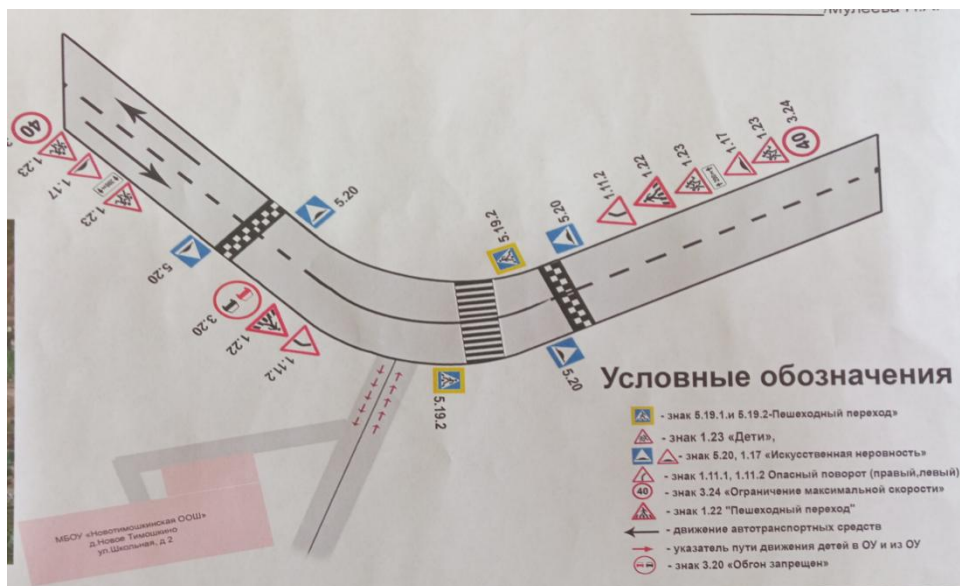 40
3.24
1.23
1.17
1.23
1.22
1.11.2
5.20
5.19.2
40
1.23
1.17
1.23
5.20
5.20
3.20
1.22
1.11.2
5.19.2
5.20
Условные обозначения
- знак 5.19.1.и 5.19.2-Пешеходный переход»
- знак 1.23 «Дети»,
- знак 5.20, 1.17 «Искусственная неровность»
- знак 1.11.1, 1.11.2 Опасный поворот (правый,левый)
40 - знак 3.24 «Ограничение максимальной скорости»
- знак 1.22 "Пешеходный переход"
- движение автотранспортных средств
- указатель пути движения детей в ОУ и из ОУ
- знак 3.20 «Обгон запрещен»
МБОУ «Новотимошкинская ООШ»
д.Новое Тимошкино
ул.Школьная, д 2